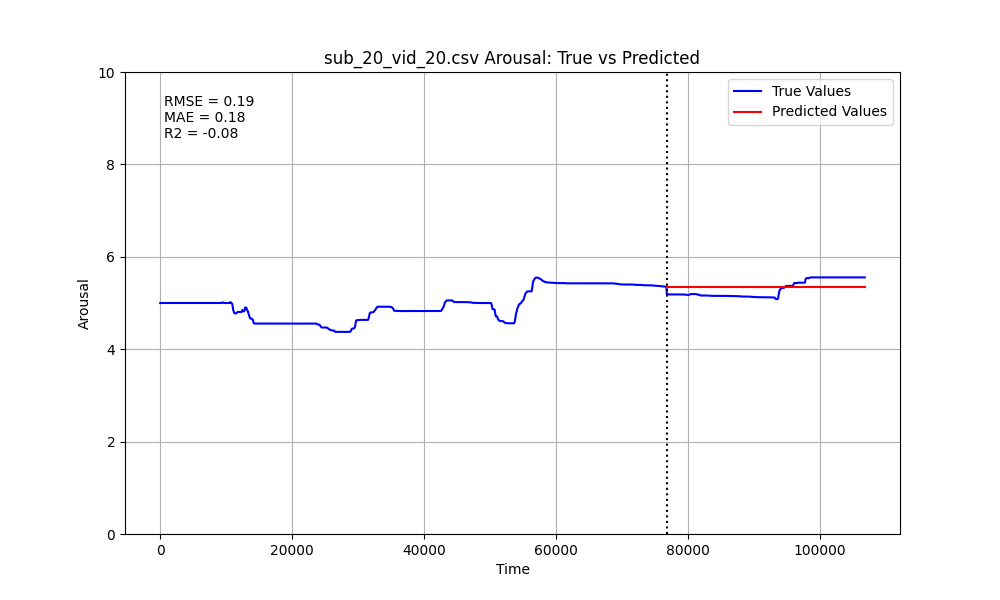 sub_20_vid_20.csv Arousal: True vs Predicted
RMSE = 0.19
MAE = 0.18
R2 = -0.08
True Values
Predicted Values
Arousal
10
8
6
4
2
0
0 20000 40000 60000 80000 100000
Time